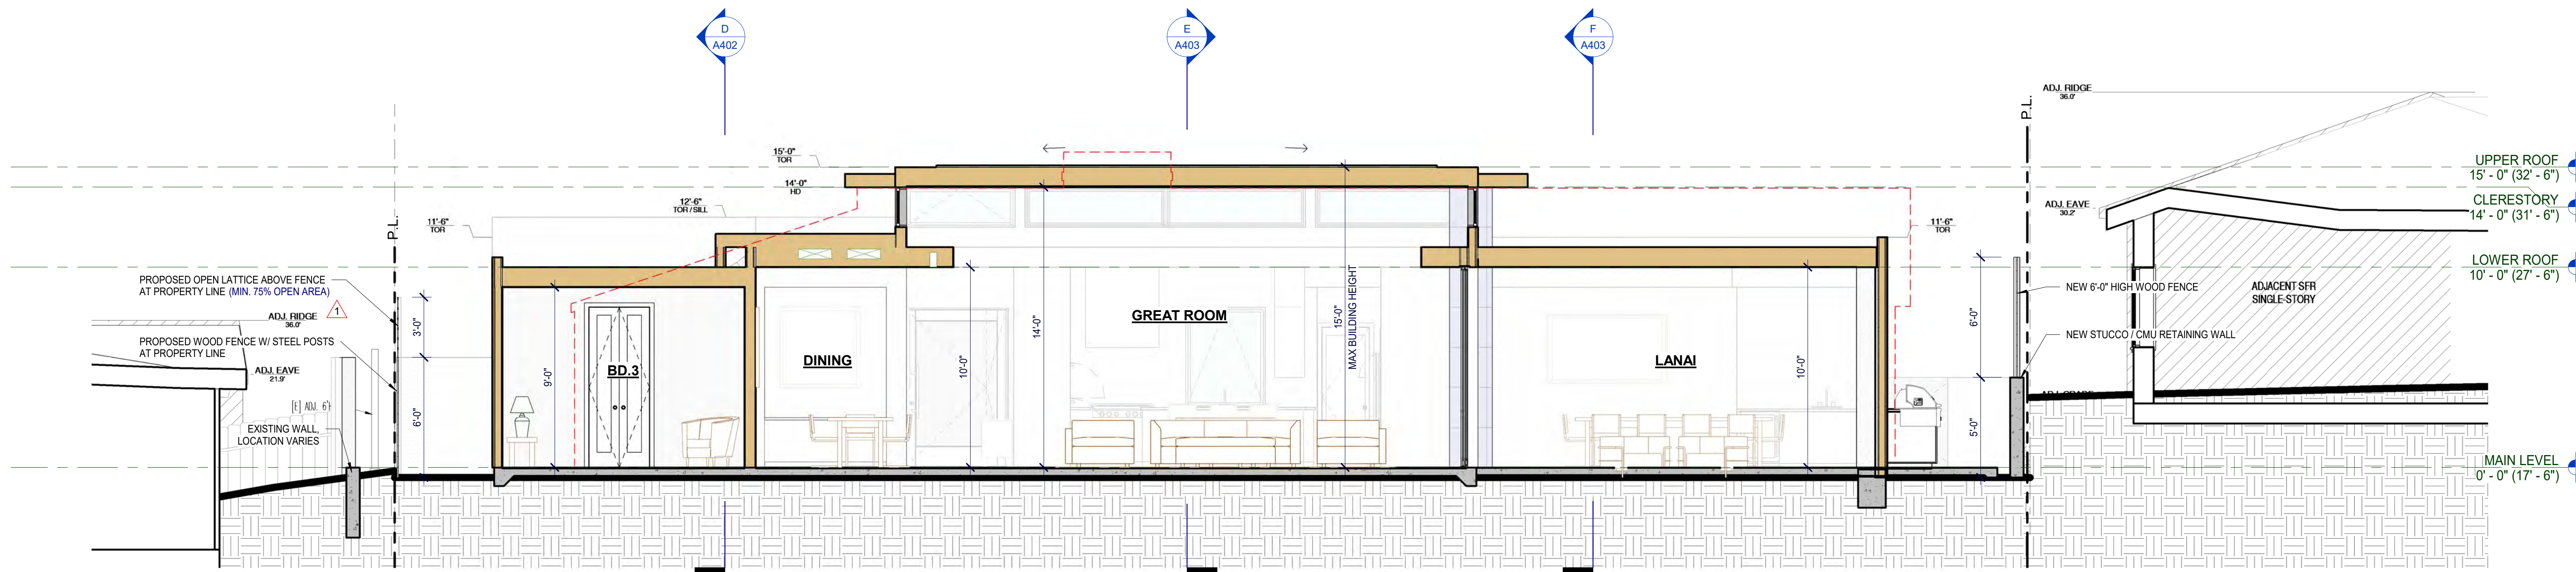 D
A402
E
A403
F
A403
P.L.
P.L.
ADJ. RIDGE
36.0'
15'-0"
TOR
14'-0"
HD
12'-6"
TOR / SILL
11'-6"
TOR
11'-6"
TOR
ADJ. EAVE
30.2'
UPPER ROOF
15' - 0" (32' - 6")
CLERESTORY
14' - 0" (31' - 6")
LOWER ROOF
10' - 0" (27' - 6")
MAIN LEVEL
0' - 0" (17' - 6")
PROPOSED OPEN LATTICE ABOVE FENCE
AT PROPERTY LINE (MIN. 75% OPEN AREA)
1
ADJ. RIDGE
36.0'
PROPOSED WOOD FENCE W/ STEEL POSTS
AT PROPERTY LINE
ADJ. EAVE
21.9'
[E] ADJ. 6'
EXISTING WALL,
LOCATION VARIES
3'-0"
6'-0"
9'-0"
BD.3
DINING
10'-0"
14'-0"
GREAT ROOM
15'-0"
MAX BUILDING HEIGHT
LANAI
10'-0"
6'-0"
5'-0"
NEW 6'-0" HIGH WOOD FENCE
NEW STUCCO / CMU RETAINING WALL
ADJACENT SFR
SINGLE-STORY